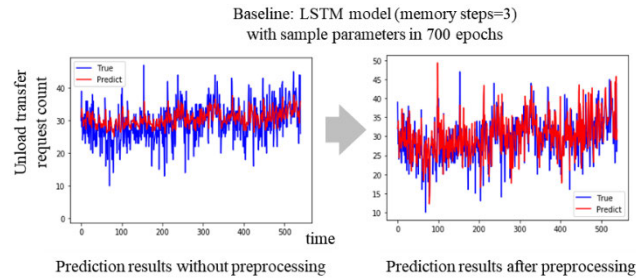 Baseline: LSTM model (memory steps=3)
with sample parameters in 700 epochs
Unload transfer
request count
True
Predict
40
30
20
10
0
0
100
200
300
400
500
time
50
45
40
35
30
25
20
15
10
0
100
200
300
400
500
True
Predict
Prediction results without preprocessing
Prediction results after preprocessing